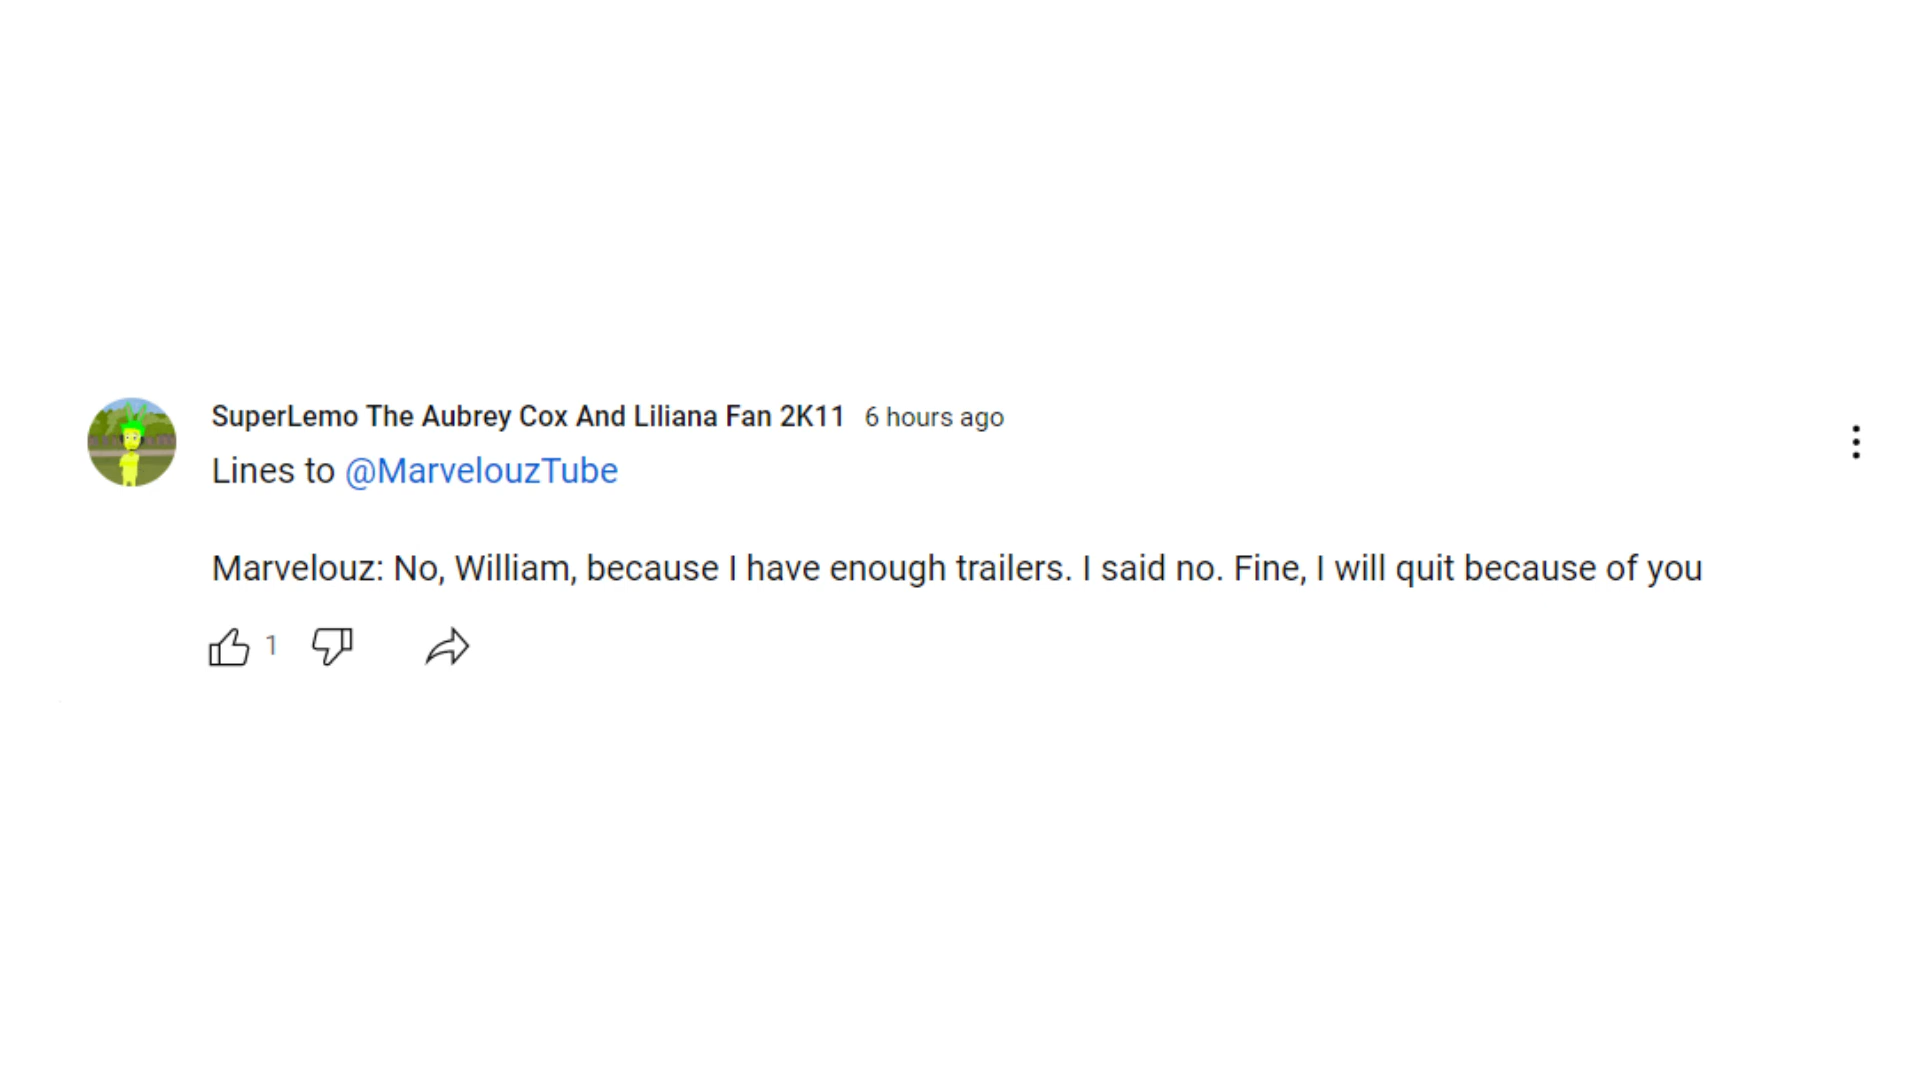 SuperLemo The Aubrey Cox And Liliana Fan 2K11 6 hours ago
Lines to @MarvelouzTube
Marvelouz: No, William, because I have enough trailers. I said no. Fine, I will quit because of you
1